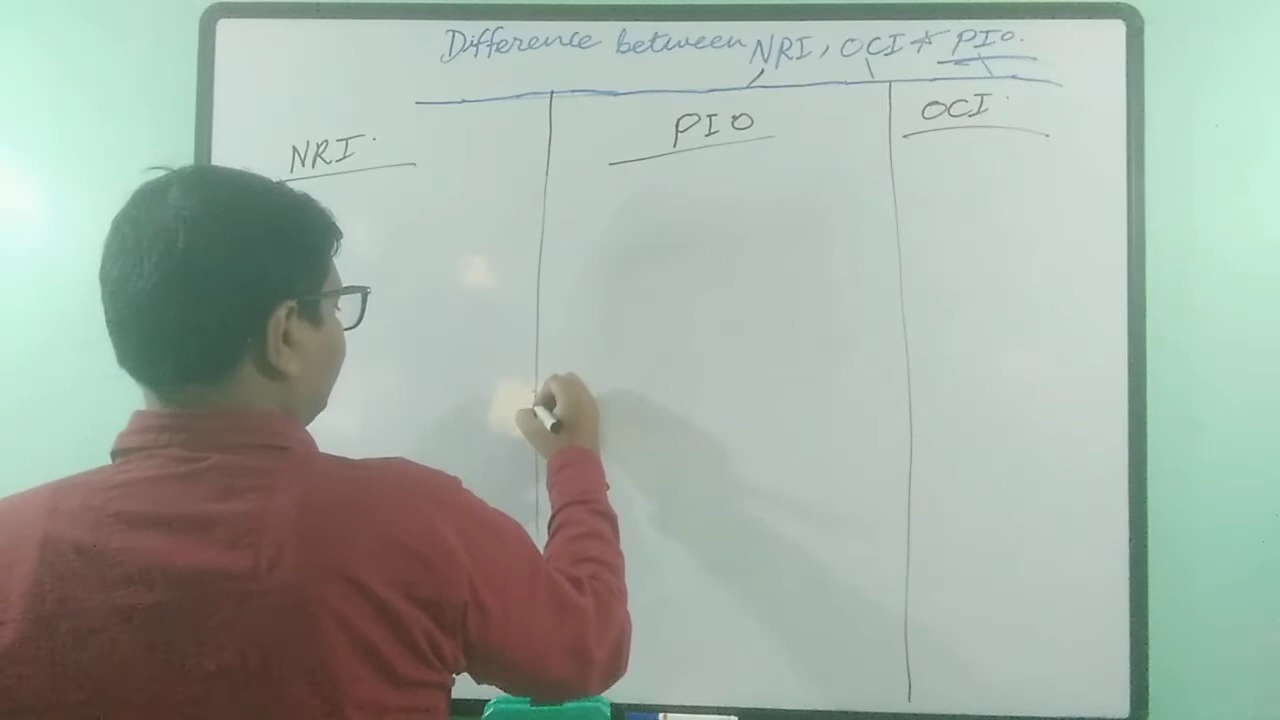 Difference between NRI, OCI & PIO.
NRI.
PIO
OCI.